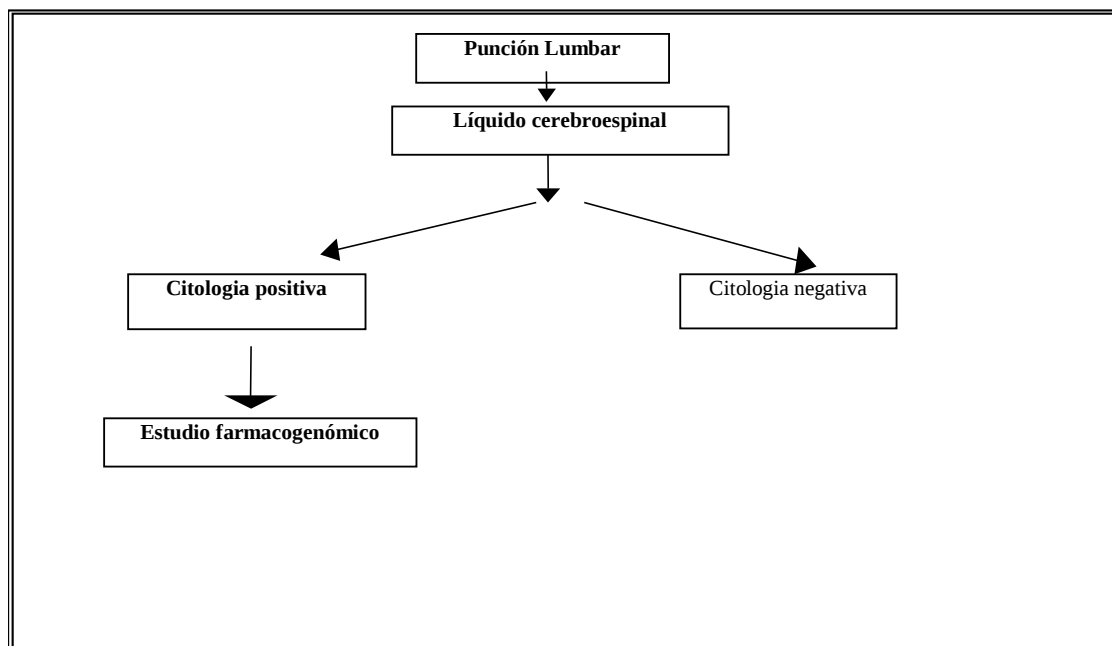 Punción Lumbar
Líquido cerebroespinal
Citologia positiva
Citologia negativa
Estudio farmacogenómico